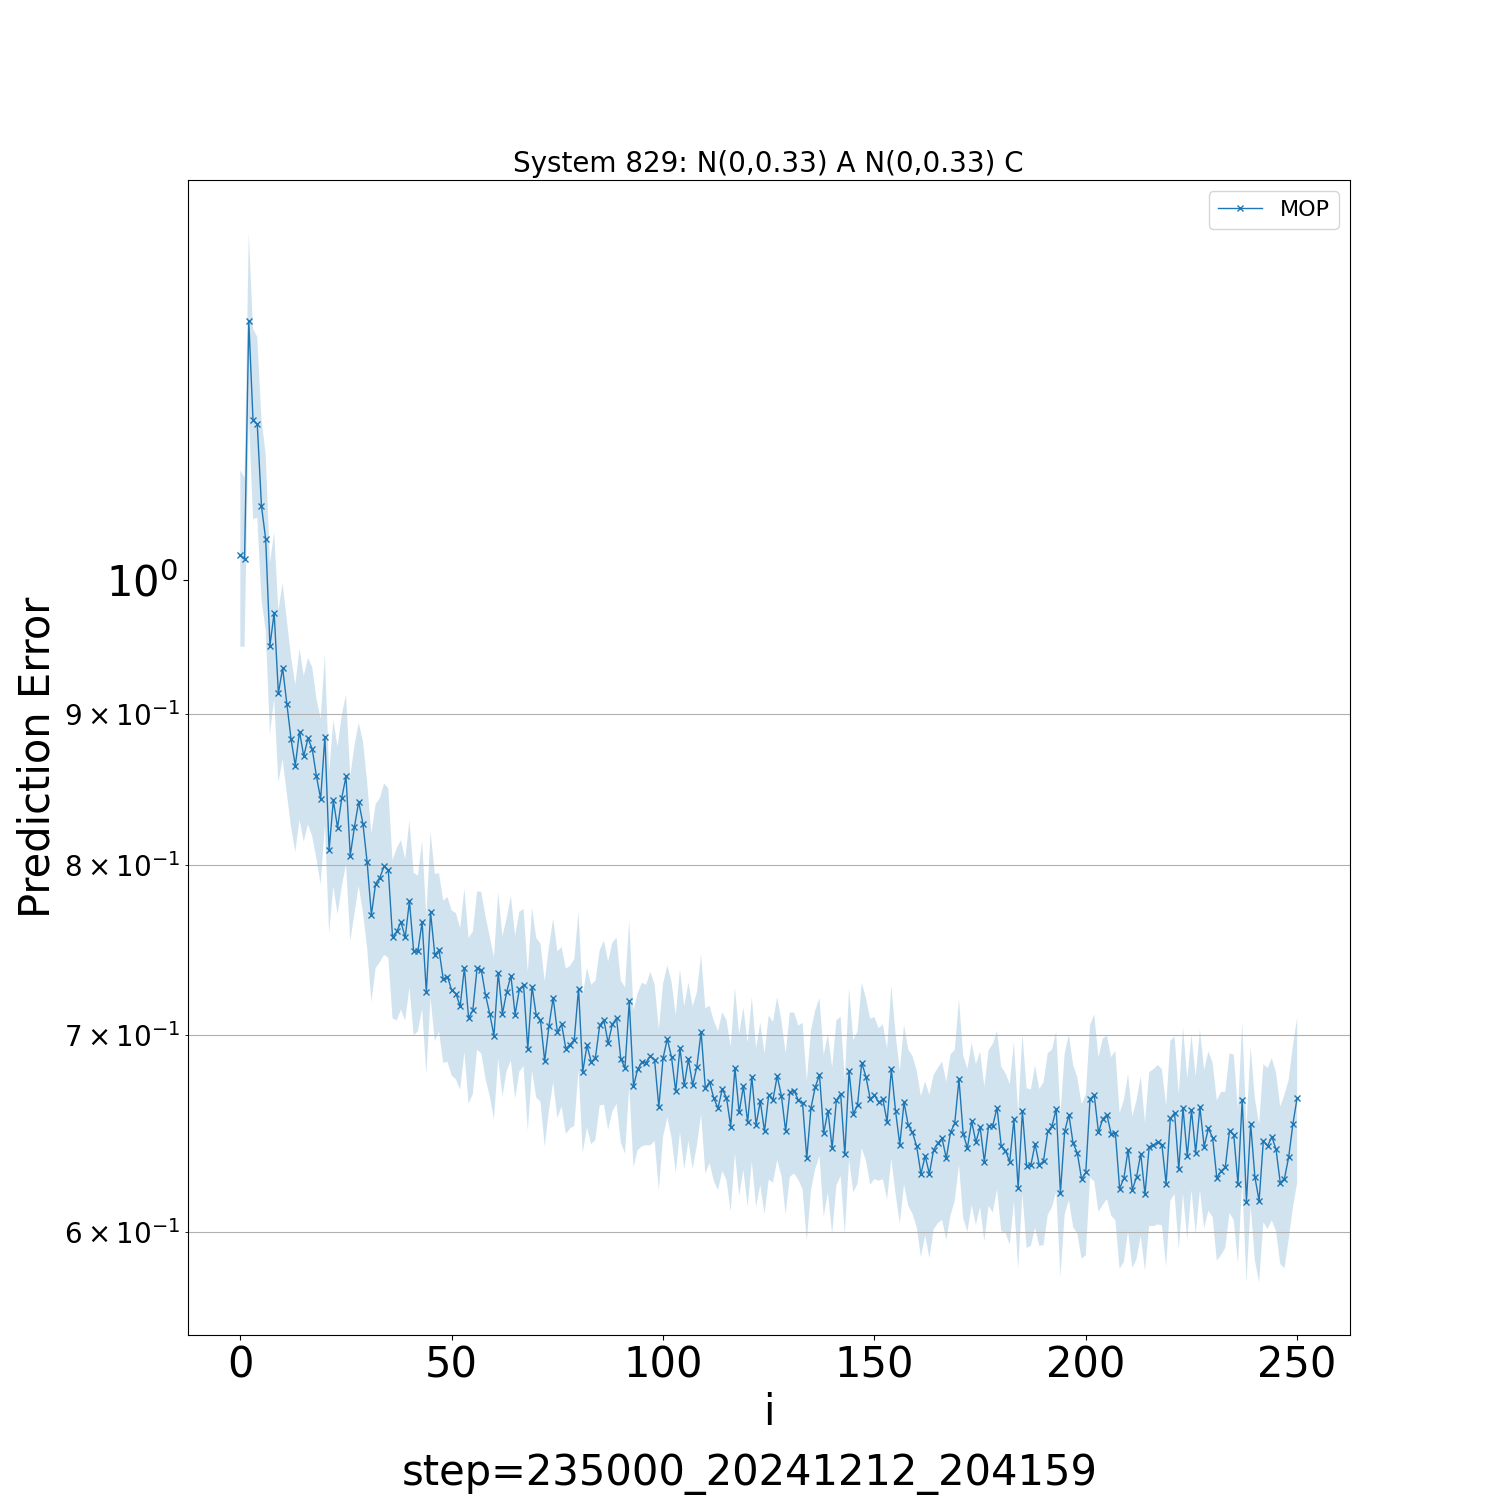 System 829: N(0,0.33) A N(0,0.33) C
MOP
10⁰
9 × 10⁻¹
8 × 10⁻¹
7 × 10⁻¹
6 × 10⁻¹
Prediction Error
0 50 100 150 200 250
i
step=235000_20241212_204159